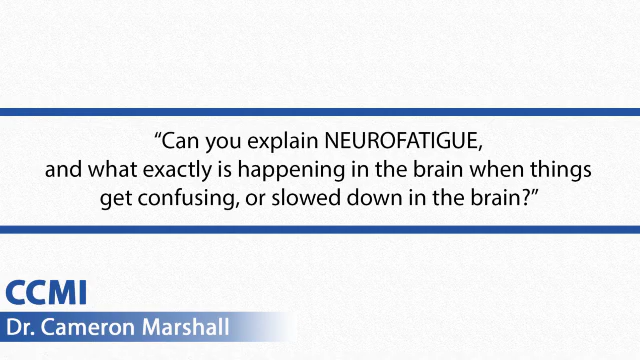 “Can you explain NEUROFATIGUE,
and what exactly is happening in the brain when things
get confusing, or slowed down in the brain?”
CCMI
Dr. Cameron Marshall